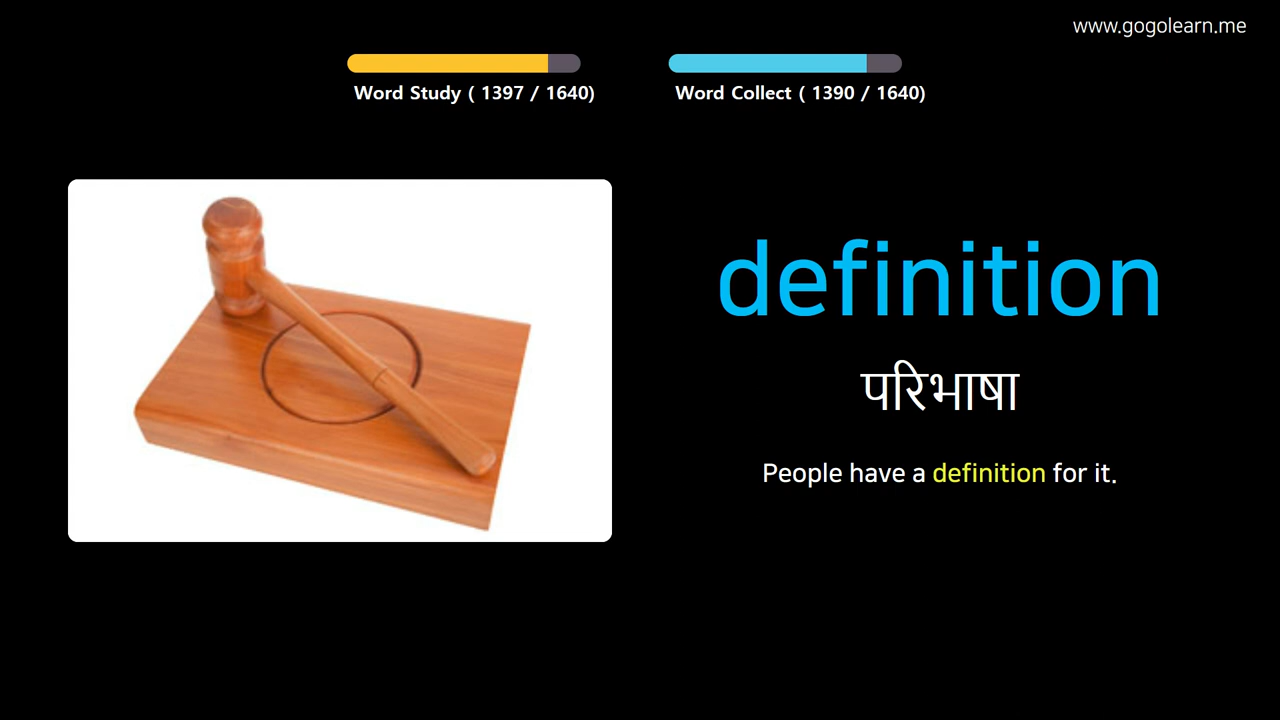 www.gogolearn.me
Word Study ( 1397 / 1640)
Word Collect ( 1390 / 1640)
definition
परिभाषा
People have a definition for it.